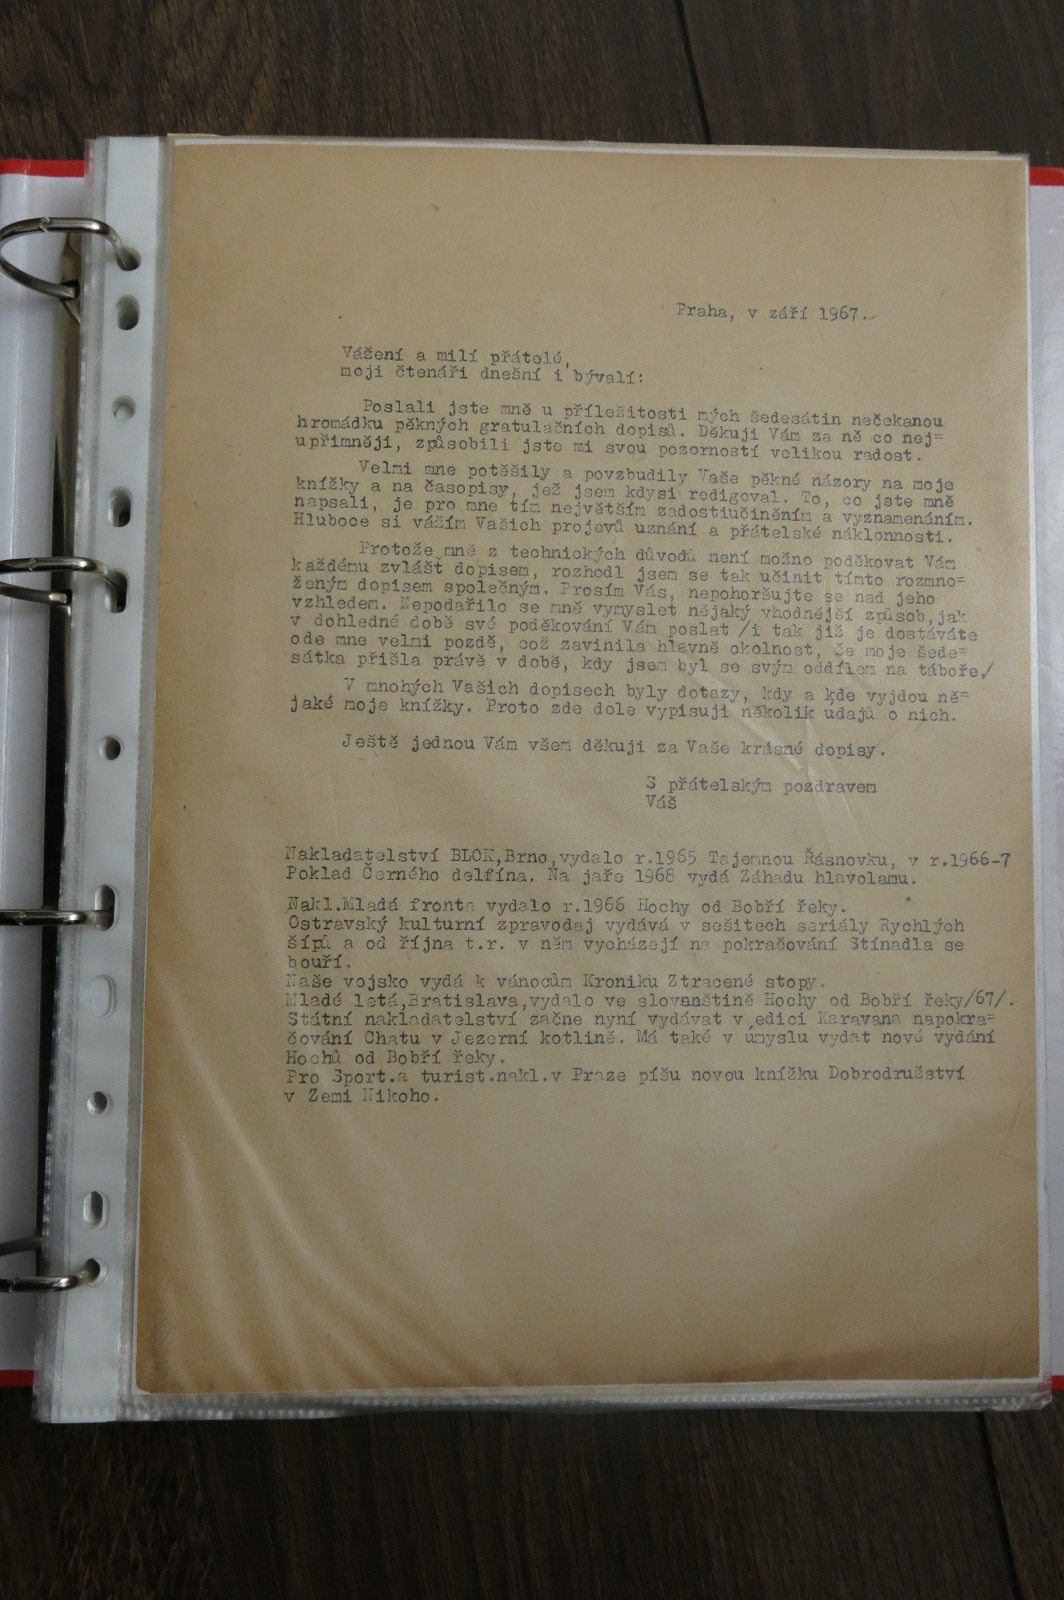 Praha, v září 1967.
Vážení a milí přátelé,
moji čtenáři dnešní i bývalí:
Poslali jste mně u příležitosti mých šedesátin nečekanou
hromádku pěkných gratulačních dopisů. Děkuji Vám za ně co nej=
upřímněji, způsobili jste mi svou pozorností velikou radost.
Velmi mne potěšily a povzbudily Vaše pěkné názory na moje
knížky a na časopisy, jež jsem kdysi redigoval. To, co jste mně
napsali, je pro mne tím největším zadostiučiněním a vyznamenáním.
Hluboce si vážím Vašich projevů uznání a přátelské náklonnosti.
Protože mně z technických důvodů není možno poděkovat Vám
každému zvlášť dopisem, rozhodl jsem se tak učinit tímto rozmno=
ženým dopisem společným. Prosím Vás, nepohoršujte se nad jeho
vzhledem. Nepodařilo se mně vymyslet nějaký vhodnější způsob, jak
v dohledné době své poděkování Vám poslat /i tak již je dostáváte
ode mne velmi pozdě, což zavinila hlavně okolnost, že moje šede=
sátka přišla právě v době, kdy jsem byl se svým oddílem na táboře/
V mnohých Vašich dopisech byly dotazy, kdy a kde vyjdou ně=
jaké moje knížky. Proto zde dole vypisuji několik údajů o nich.
Ještě jednou Vám všem děkuji za Vaše krásné dopisy.
S přátelským pozdravem
Váš
Nakladatelství BLOK,Brno,vydalo r.1965 Tajemnou Řásnovku, v r.1966-7
Poklad Černého delfína. Na jaře 1968 vydá Záhadu hlavolamu.
Nakl.Mladá fronta vydalo r.1966 Hochy od Bobří řeky.
Ostravský kulturní zpravodaj vydává v sešitech seriály Rychlých
šípů a od října t.r. v něm vycházejí na pokračování Stínadla se
bouří.
Naše vojsko vydá k vánocům Kroniku Ztracené stopy.
Mladé letá,Bratislava,vydalo ve slovenštině Hochy od Bobří řeky/67/.
Státní nakladatelství začne nyní vydávat v edici Karavana napokra=
čování Chatu v Jezerní kotlině. Má také v úmyslu vydat nové vydání
Hochů od Bobří řeky.
Pro Sport.a turist.nakl.v Praze píšu novou knížku Dobrodružství
v Zemi Nikoho.